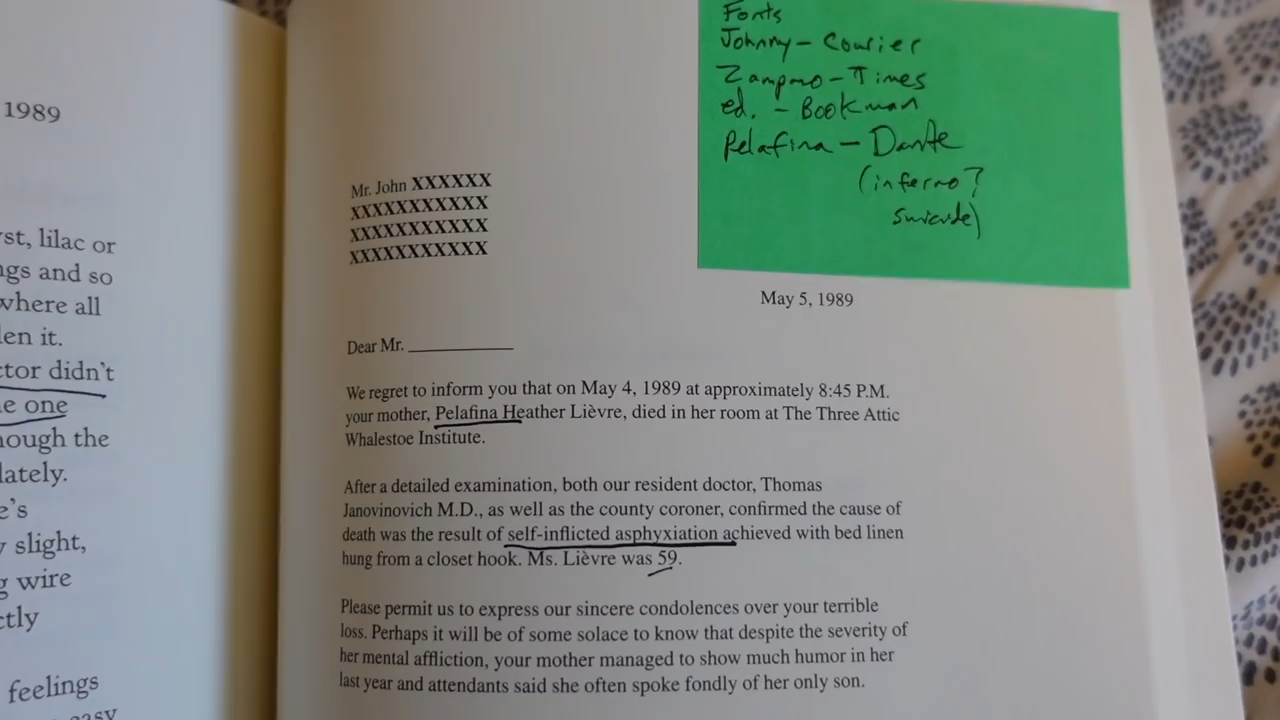 1989
st, lilac or
ngs and so
where all
len it.
ctor didn't
e one
hough the
lately.
e's
y slight,
g wire
ctly
feelings
easy
Fonts
Johnny – Courier
Zampno – Times
ed. – Bookman
Pelafina – Dante
(inferno?
suicide)
Mr. John XXXXXX
XXXXXXXXXXX
XXXXXXXXXXX
XXXXXXXXXXX
May 5, 1989
Dear Mr. ___________
We regret to inform you that on May 4, 1989 at approximately 8:45 P.M.
your mother, Pelafina Heather Lièvre, died in her room at The Three Attic
Whalestoe Institute.
After a detailed examination, both our resident doctor, Thomas
Janovinovich M.D., as well as the county coroner, confirmed the cause of
death was the result of self-inflicted asphyxiation achieved with bed linen
hung from a closet hook. Ms. Lièvre was 59.
Please permit us to express our sincere condolences over your terrible
loss. Perhaps it will be of some solace to know that despite the severity of
her mental affliction, your mother managed to show much humor in her
last year and attendants said she often spoke fondly of her only son.